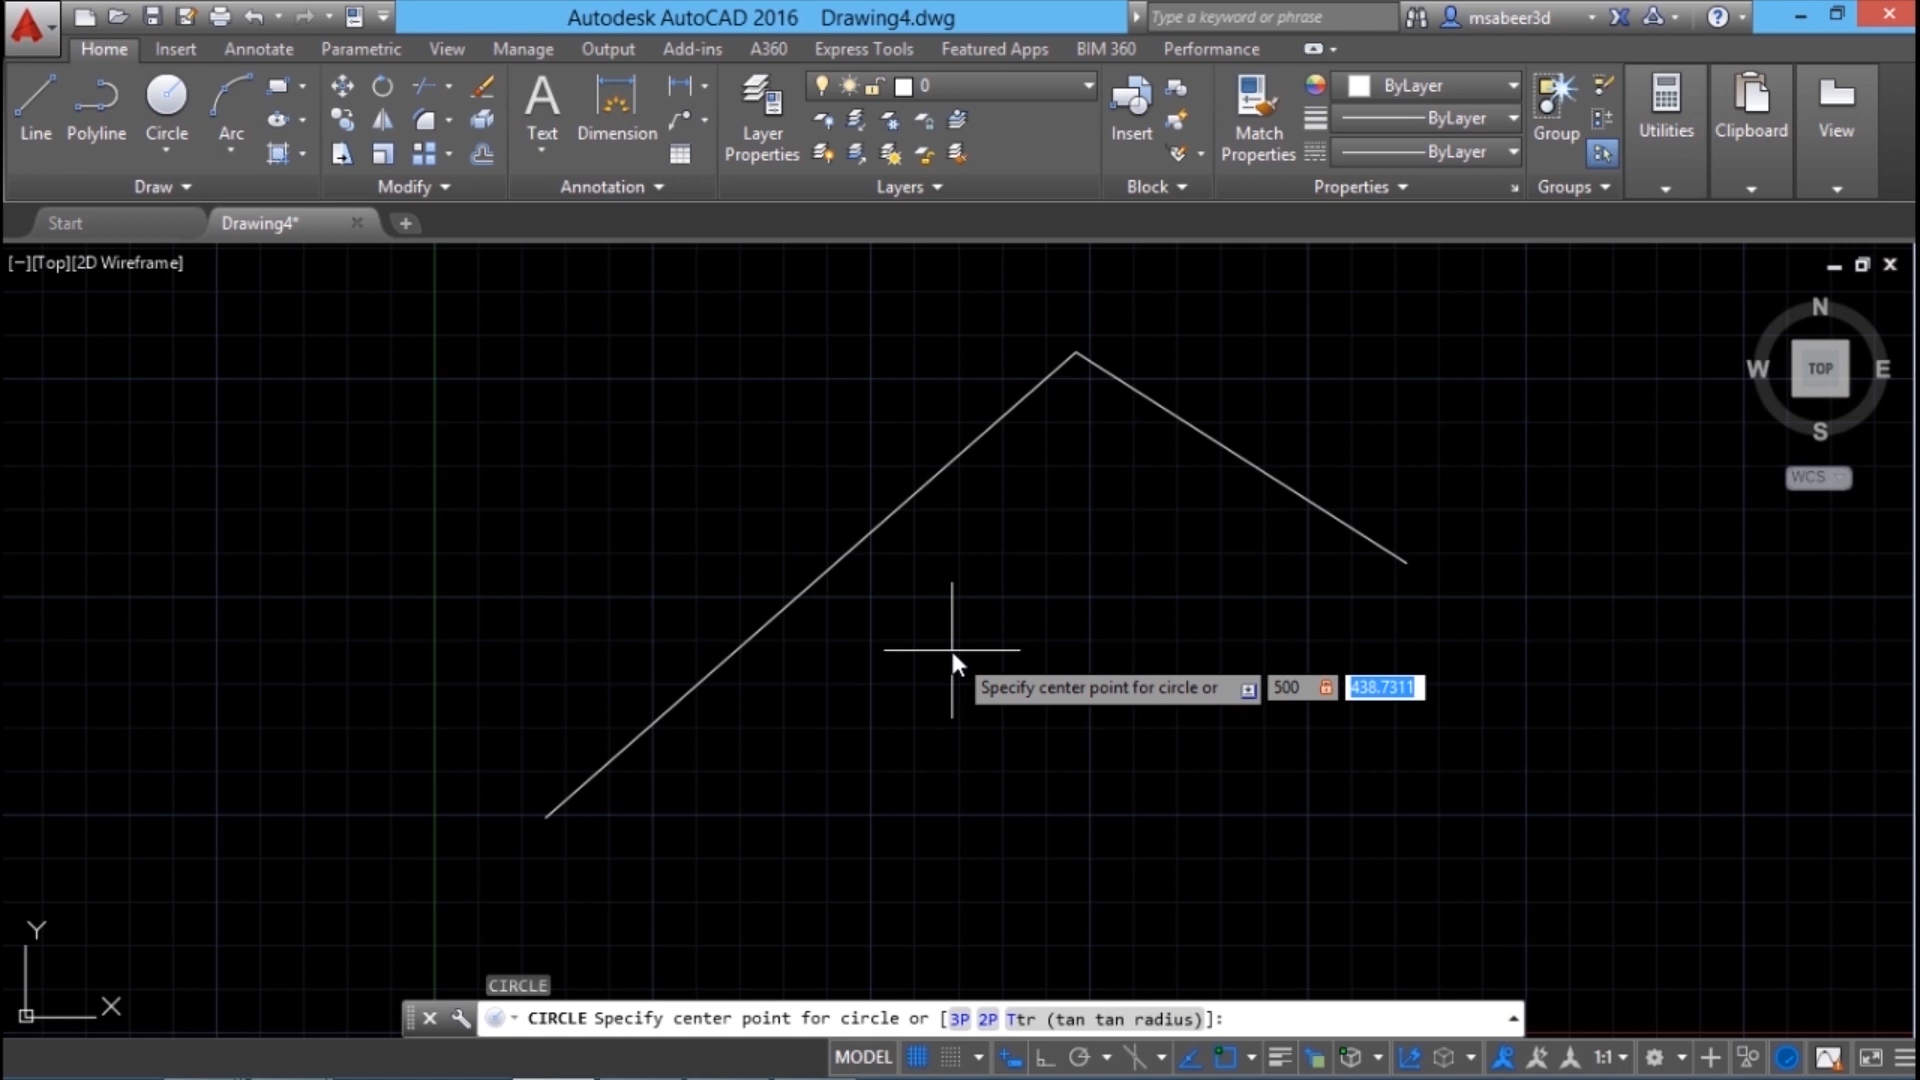 Autodesk AutoCAD 2016 Drawing4.dwg
Type a keyword or phrase
msabeer3d
Home Insert Annotate Parametric View Manage Output Add-ins A360 Express Tools Featured Apps BIM 360 Performance
Line Polyline Circle Arc
A
Text Dimension
Layer
Properties
0
Insert
Match
Properties
ByLayer
ByLayer
ByLayer
Group
Utilities
Clipboard
View
Draw Modify Annotation Layers Block Properties Groups
Start Drawing4* +
[−][Top][2D Wireframe]
N
W TOP E
S
WCS
Specify center point for circle or 500 438.7311
Y
X
CIRCLE
CIRCLE Specify center point for circle or [3P 2P Ttr (tan tan radius)]:
MODEL 1:1